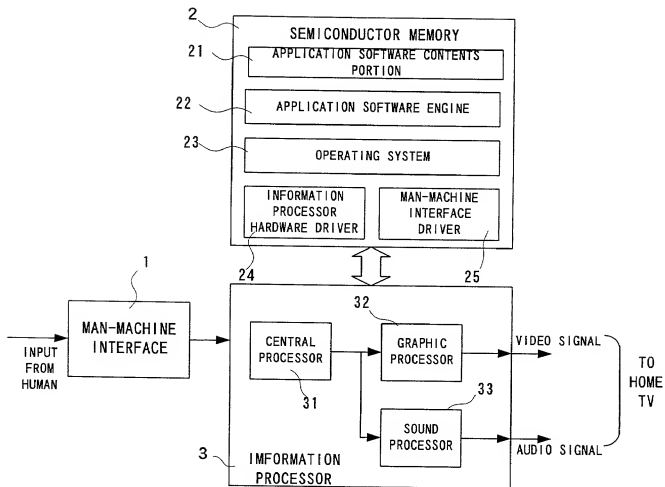 2
SEMICONDUCTOR MEMORY
21
APPLICATION SOFTWARE CONTENTS
PORTION
22
APPLICATION SOFTWARE ENGINE
23
OPERATING SYSTEM
INFORMATION
PROCESSOR
HARDWARE DRIVER
MAN-MACHINE
INTERFACE
DRIVER
24
25
1
MAN-MACHINE
INTERFACE
INPUT
FROM
HUMAN
32
CENTRAL
PROCESSOR
31
GRAPHIC
PROCESSOR
33
SOUND
PROCESSOR
3
IMFORMATION
PROCESSOR
VIDEO SIGNAL
AUDIO SIGNAL
TO
HOME
TV